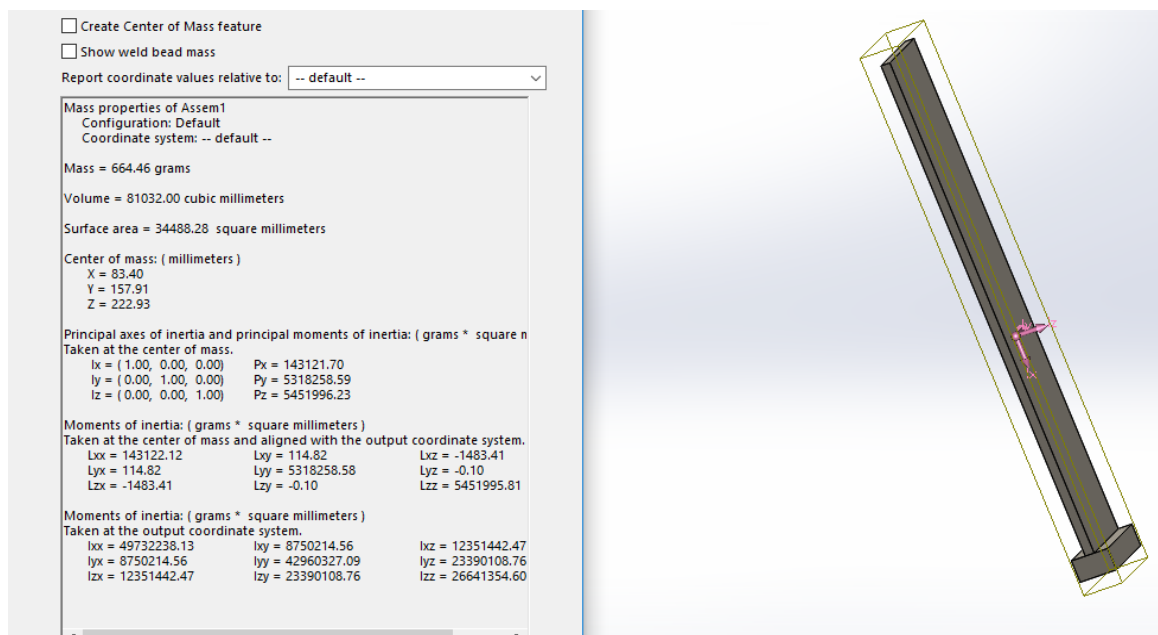 Create Center of Mass feature
Show weld bead mass
Report coordinate values relative to: -- default --
Mass properties of Assem1
Configuration: Default
Coordinate system: -- default --
Mass = 664.46 grams
Volume = 81032.00 cubic millimeters
Surface area = 34488.28 square millimeters
Center of mass: ( millimeters )
X = 83.40
Y = 157.91
Z = 222.93
Principal axes of inertia and principal moments of inertia: ( grams * square n
Taken at the center of mass.
Ix = ( 1.00, 0.00, 0.00) Px = 143121.70
Iy = ( 0.00, 1.00, 0.00) Py = 5318258.59
Iz = ( 0.00, 0.00, 1.00) Pz = 5451996.23
Moments of inertia: ( grams * square millimeters )
Taken at the center of mass and aligned with the output coordinate system.
Lxx = 143122.12 Lxy = 114.82 Lxz = -1483.41
Lyx = 114.82 Lyy = 5318258.58 Lyz = -0.10
Lzx = -1483.41 Lzy = -0.10 Lzz = 5451995.81
Moments of inertia: ( grams * square millimeters )
Taken at the output coordinate system.
Ixx = 49732238.13 Ixy = 8750214.56 Ixz = 12351442.47
Iyx = 8750214.56 Iyy = 42960327.09 Iyz = 23390108.76
Izx = 12351442.47 Izy = 23390108.76 Izz = 26641354.60